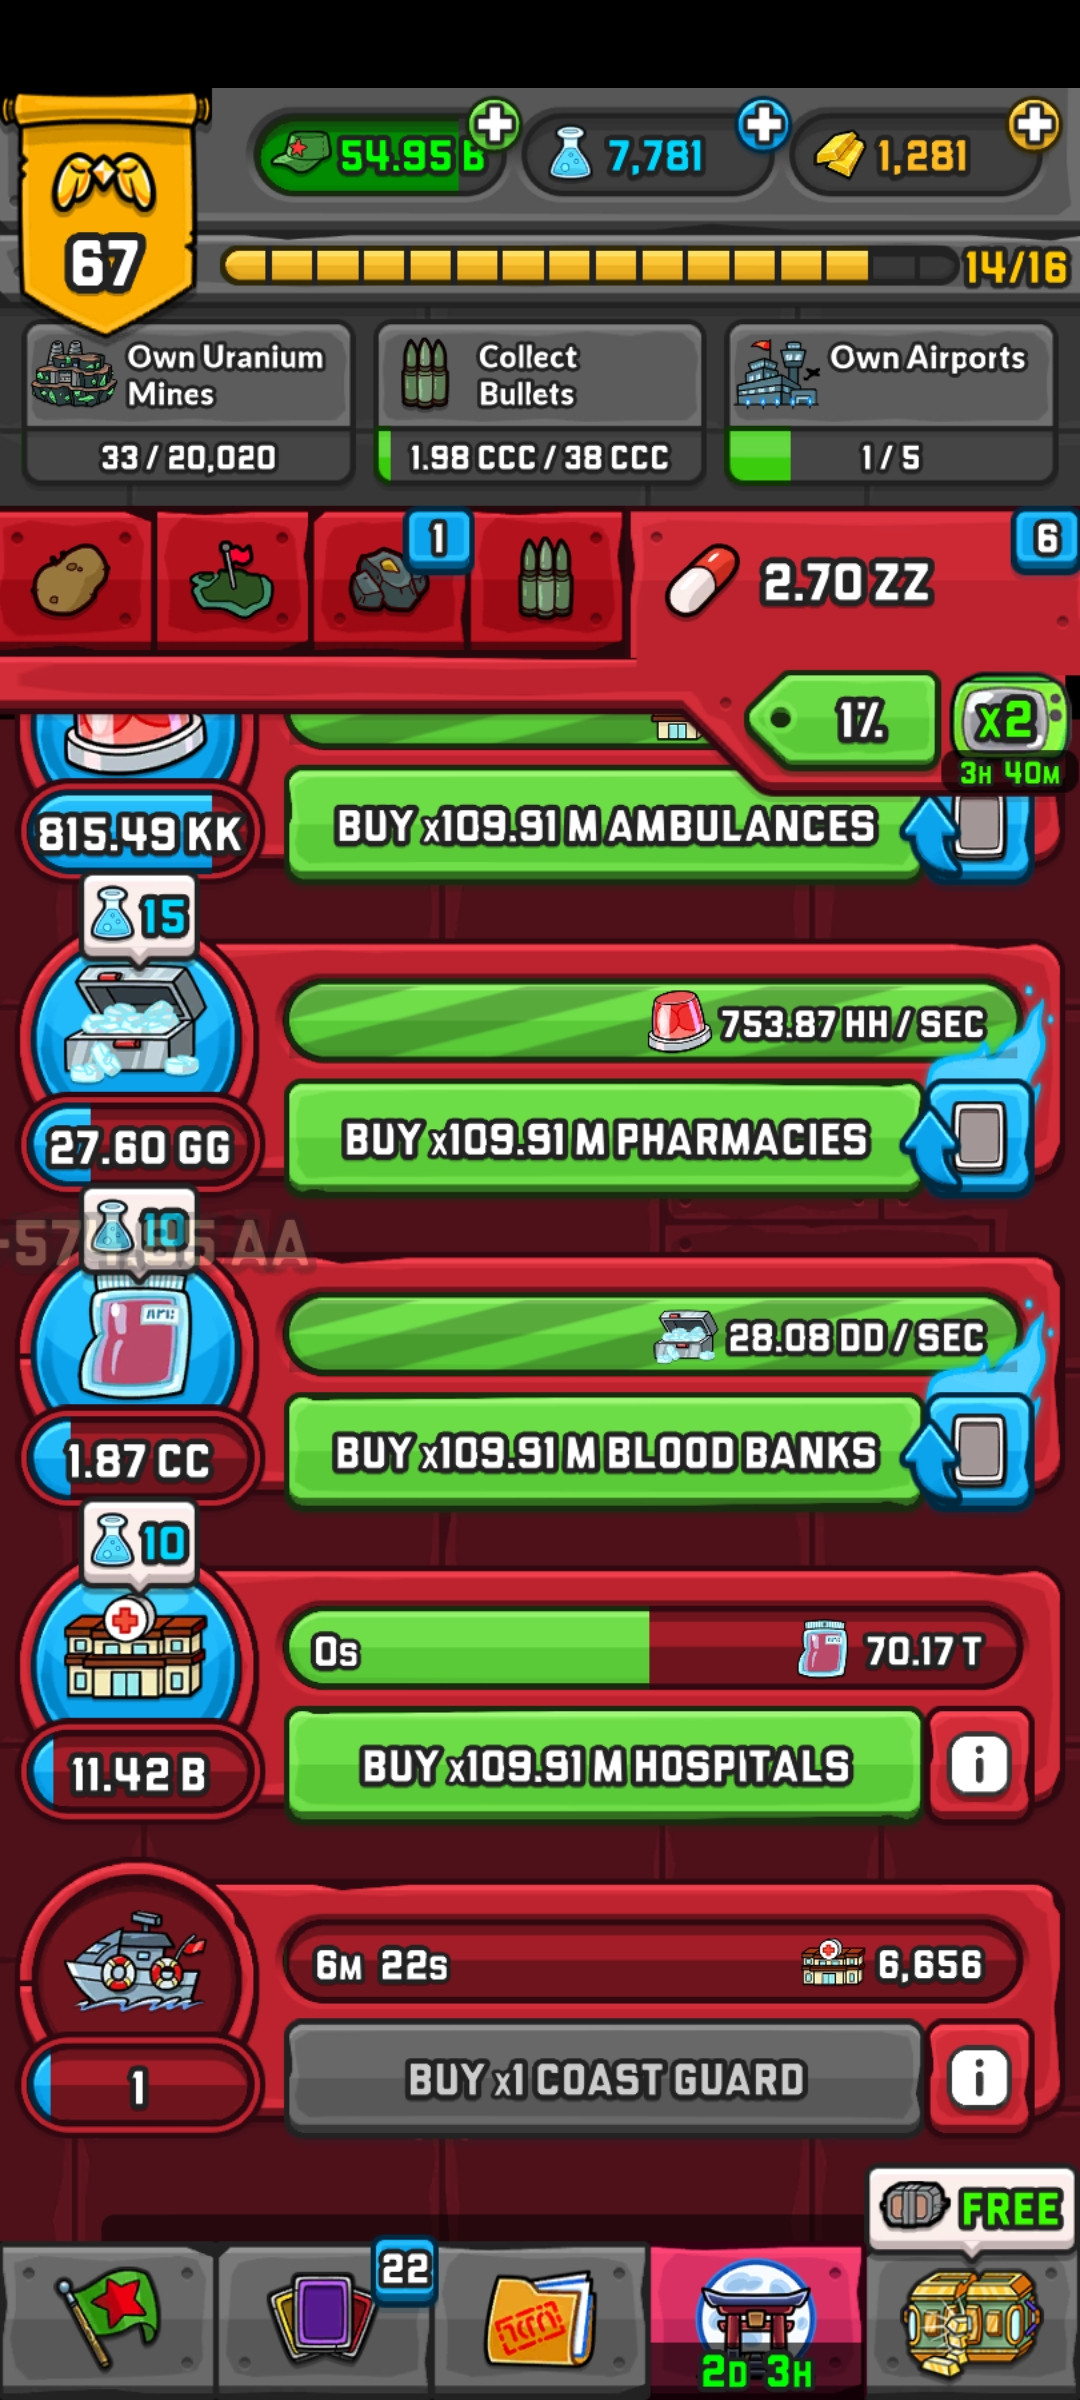 54.95 B
7,781
1,281
67
14/16
Own Uranium
Mines
33 / 20,020
Collect
Bullets
1.98 CCC / 38 CCC
Own Airports
1 / 5
1
2.70 ZZ
6
1%
x2
3H 40M
815.49 KK
BUY x109.91 M AMBULANCES
15
753.87 HH / SEC
27.60 GG
BUY x109.91 M PHARMACIES
10
28.08 DD / SEC
1.87 CC
BUY x109.91 M BLOOD BANKS
10
0s
70.17 T
11.42 B
BUY x109.91 M HOSPITALS
6M 22s
6,656
1
BUY x1 COAST GUARD
FREE
22
2D 3H